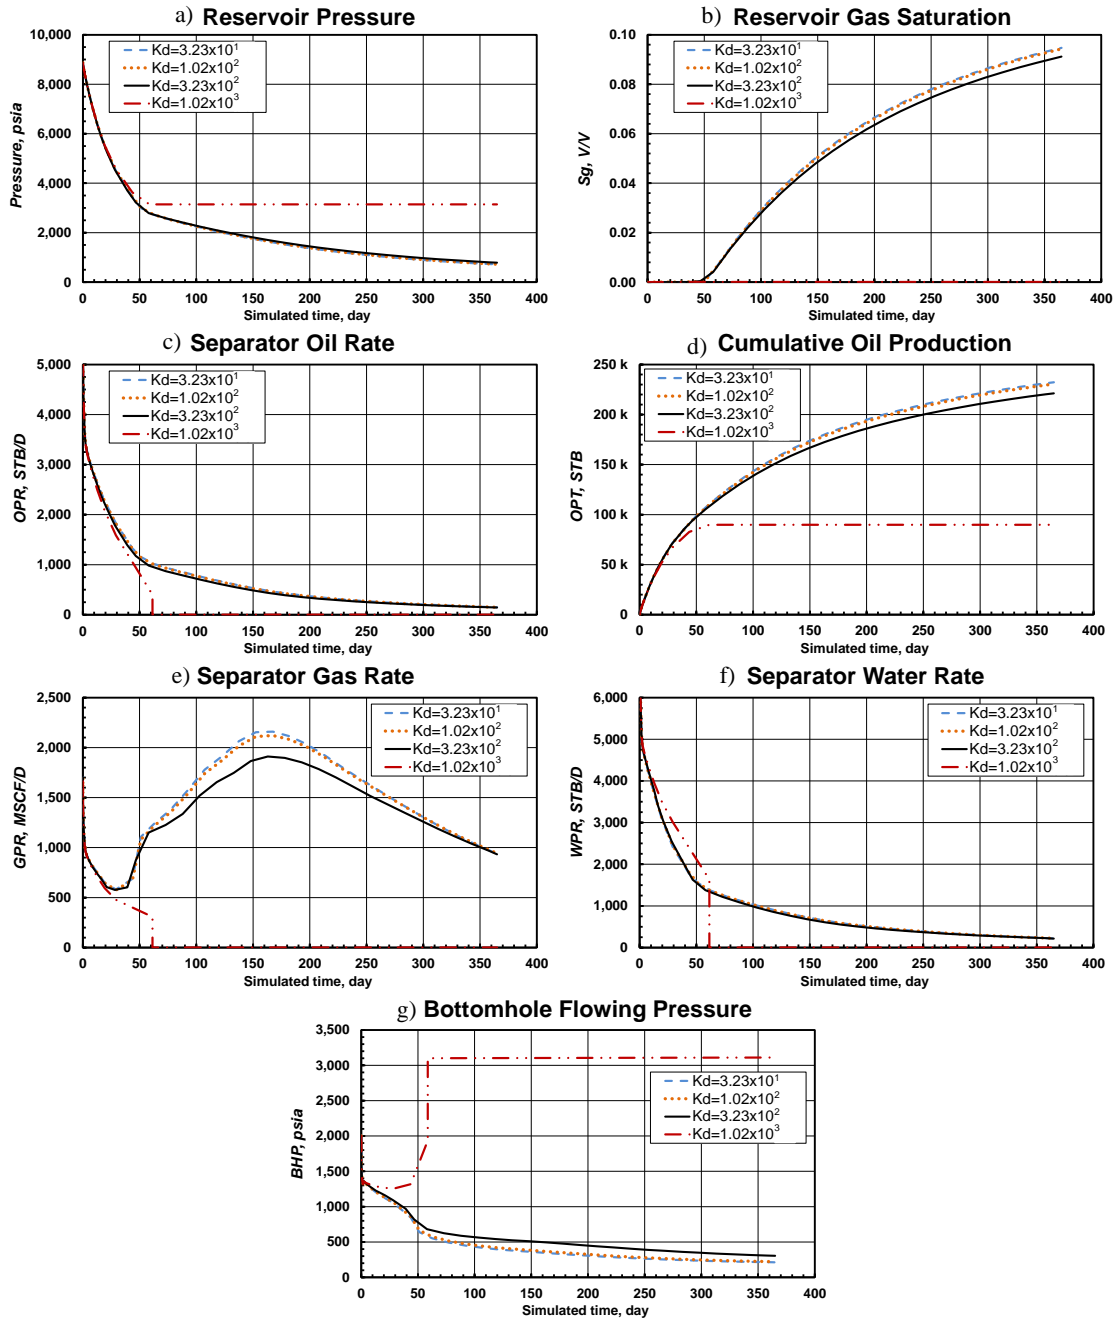 a) Reservoir Pressure
10,000
8,000
6,000
4,000
2,000
0
Pressure, psia
Kd=3.23x10¹
Kd=1.02x10²
Kd=3.23x10²
Kd=1.02x10³
0 50 100 150 200 250 300 350 400
Simulated time, day
b) Reservoir Gas Saturation
0.10
0.08
0.06
0.04
0.02
0.00
Sg, V/V
Kd=3.23x10¹
Kd=1.02x10²
Kd=3.23x10²
Kd=1.02x10³
0 50 100 150 200 250 300 350 400
Simulated time, day
c) Separator Oil Rate
5,000
4,000
3,000
2,000
1,000
0
OPR, STB/D
Kd=3.23x10¹
Kd=1.02x10²
Kd=3.23x10²
Kd=1.02x10³
0 50 100 150 200 250 300 350 400
Simulated time, day
d) Cumulative Oil Production
250 k
200 k
150 k
100 k
50 k
0
OPT, STB
Kd=3.23x10¹
Kd=1.02x10²
Kd=3.23x10²
Kd=1.02x10³
0 50 100 150 200 250 300 350 400
Simulated time, day
e) Separator Gas Rate
2,500
2,000
1,500
1,000
500
0
GPR, MSCF/D
Kd=3.23x10¹
Kd=1.02x10²
Kd=3.23x10²
Kd=1.02x10³
0 50 100 150 200 250 300 350 400
Simulated time, day
f) Separator Water Rate
6,000
5,000
4,000
3,000
2,000
1,000
0
WPR, STB/D
Kd=3.23x10¹
Kd=1.02x10²
Kd=3.23x10²
Kd=1.02x10³
0 50 100 150 200 250 300 350 400
Simulated time, day
g) Bottomhole Flowing Pressure
3,500
3,000
2,500
2,000
1,500
1,000
500
0
BHP, psia
Kd=3.23x10¹
Kd=1.02x10²
Kd=3.23x10²
Kd=1.02x10³
0 50 100 150 200 250 300 350 400
Simulated time, day